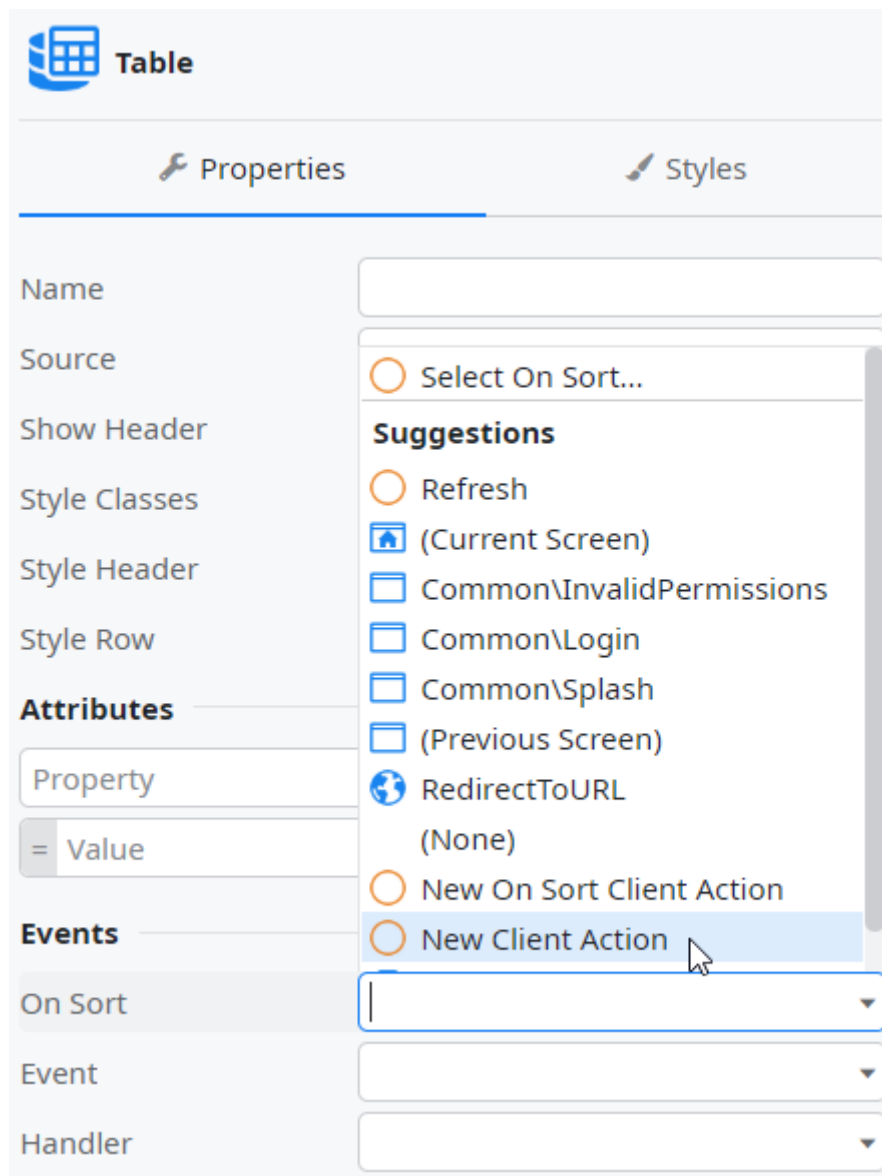 Table
Properties
Styles
Name
Source
Show Header
Style Classes
Style Header
Style Row
Attributes
Property
= Value
Events
On Sort
Event
Handler
Select On Sort...
Suggestions
Refresh
(Current Screen)
Common\InvalidPermissions
Common\Login
Common\Splash
(Previous Screen)
RedirectToURL
(None)
New On Sort Client Action
New Client Action